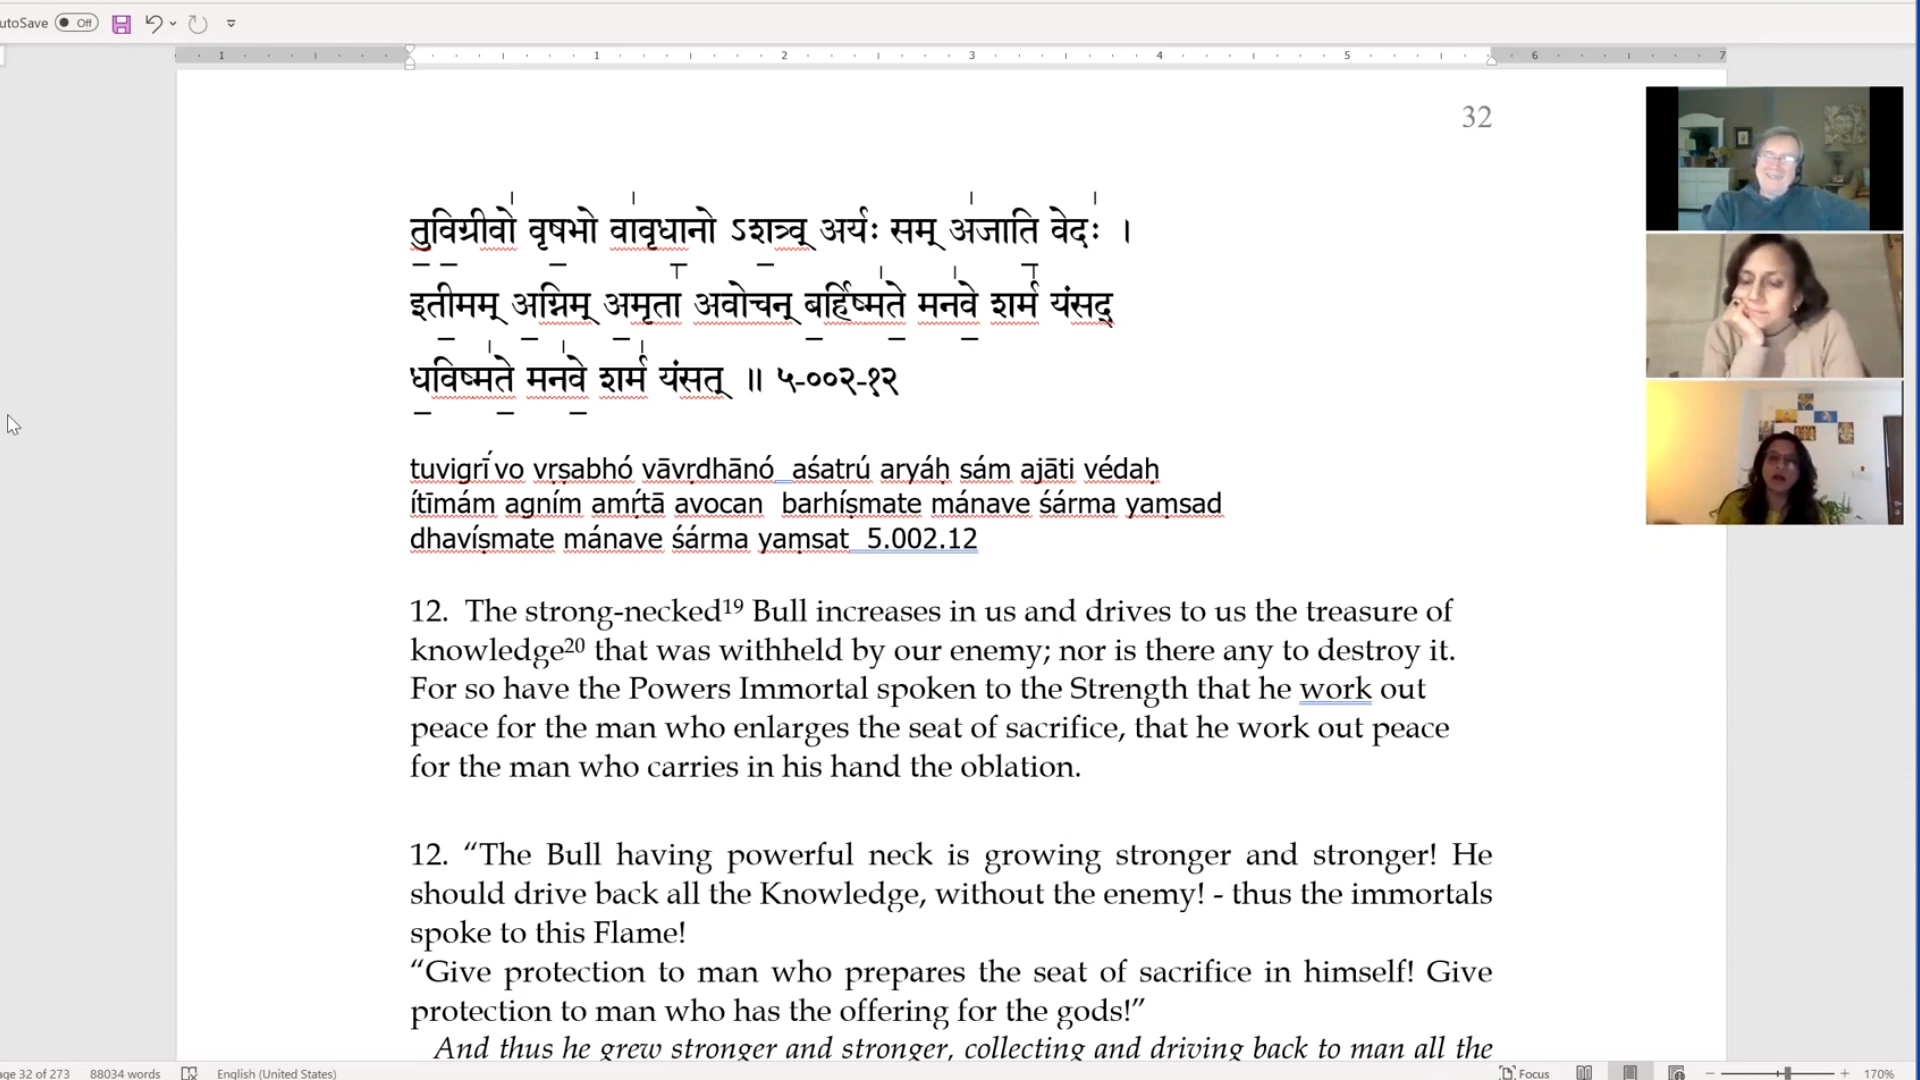 utoSave Off
1 1 2 3 4 5 6 7
32
तुविग्रीवो वृषभो वावृधानो ऽशत्र्व् अर्यः सम् अजाति वेदः ।
इतीमम् अग्निम् अमृता अवोचन् बर्हिष्मते मनवे शर्म यंसद्
धविष्मते मनवे शर्म यंसत् ॥ ५-००२-१२
tuvigrī́vo vṛṣabhó vāvṛdhānó aśatrú aryáḥ sám ajāti védaḥ
ítīmám agním amṛ́tā avocan barhíṣmate mánave śárma yaṃsad
dhavíṣmate mánave śárma yaṃsat 5.002.12
12. The strong-necked¹⁹ Bull increases in us and drives to us the treasure of
knowledge²⁰ that was withheld by our enemy; nor is there any to destroy it.
For so have the Powers Immortal spoken to the Strength that he work out
peace for the man who enlarges the seat of sacrifice, that he work out peace
for the man who carries in his hand the oblation.
12. “The Bull having powerful neck is growing stronger and stronger! He
should drive back all the Knowledge, without the enemy! - thus the immortals
spoke to this Flame!
“Give protection to man who prepares the seat of sacrifice in himself! Give
protection to man who has the offering for the gods!”
And thus he grew stronger and stronger, collecting and driving back to man all the
age 32 of 273 88034 words English (United States) Focus 170%